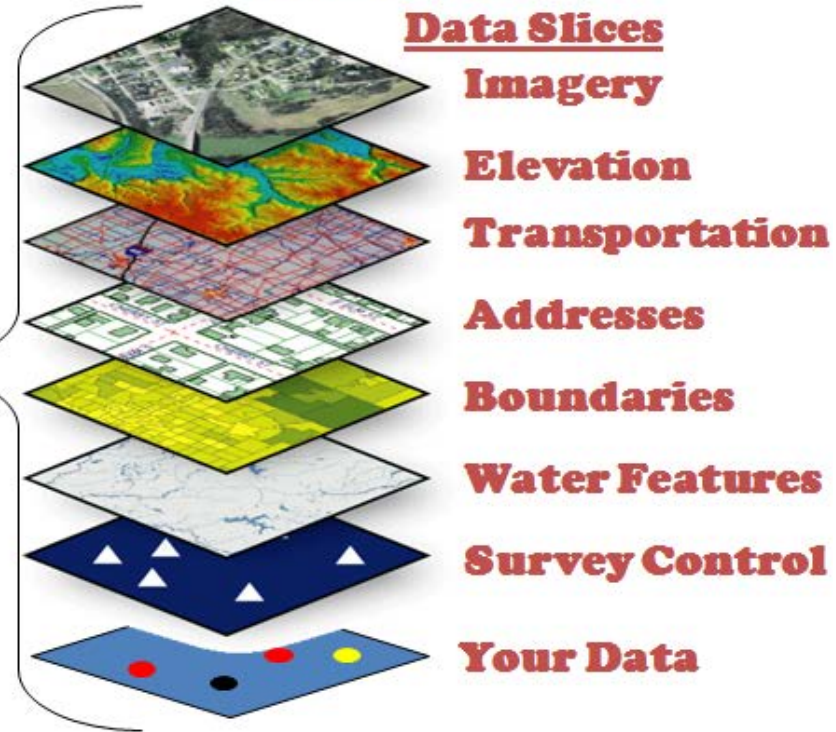 Data Slices
Imagery
Elevation
Transportation
Addresses
Boundaries
Water Features
Survey Control
Your Data